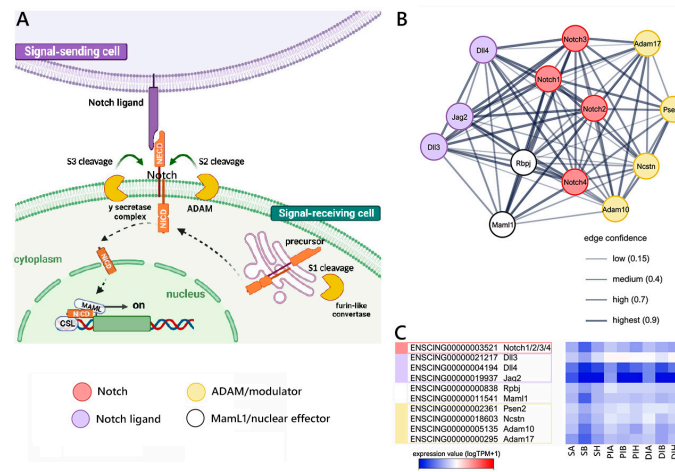 A
Signal-sending cell
Notch ligand
NECD
S3 cleavage
S2 cleavage
Notch
γ secretase
complex
ADAM
NICD
Signal-receiving cell
cytoplasm
NICD
precursor
S1 cleavage
furin-like
convertase
nucleus
MAML
NICD
CSL
on
Notch
ADAM/modulator
Notch ligand
MamL1/nuclear effector
B
Notch3
Adam17
Dll4
Notch1
Notch2
Jag2
Dll3
Rbpj
Ncstn
Notch4
Adam10
Maml1
edge confidence
low (0.15)
medium (0.4)
high (0.7)
highest (0.9)
C
ENSCING00000003521 Notch1/2/3/4
ENSCING00000021217 Dll3
ENSCING00000004194 Dll4
ENSCING00000019937 Jag2
ENSCING00000000838 Rbpj
ENSCING00000011541 Maml1
ENSCING00000002361 Psen2
ENSCING00000018603 Ncstn
ENSCING00000005135 Adam10
ENSCING00000000295 Adam17
SA SB SH PIA PIB PIH DIA DIB DIH
expression value (logTPM+1)